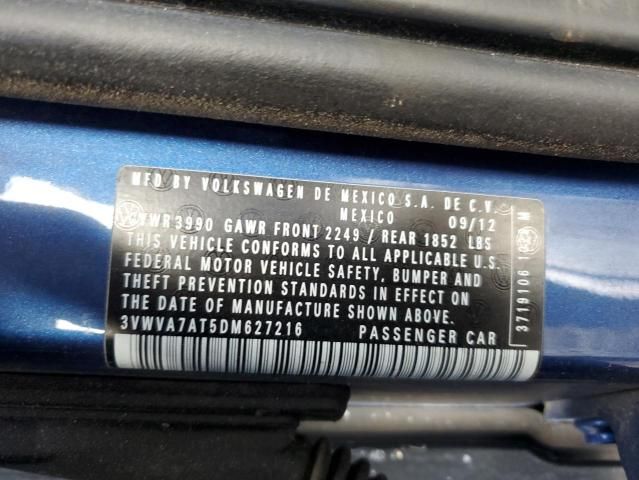 MFD BY VOLKSWAGEN DE MEXICO S.A. DE C.V.
MEXICO 09/12
GVWR 3990 GAWR FRONT 2249 / REAR 1852 LBS
THIS VEHICLE CONFORMS TO ALL APPLICABLE U.S.
FEDERAL MOTOR VEHICLE SAFETY, BUMPER AND
THEFT PREVENTION STANDARDS IN EFFECT ON
THE DATE OF MANUFACTURE SHOWN ABOVE.
3VWVA7AT5DM627216 PASSENGER CAR
3719106 M